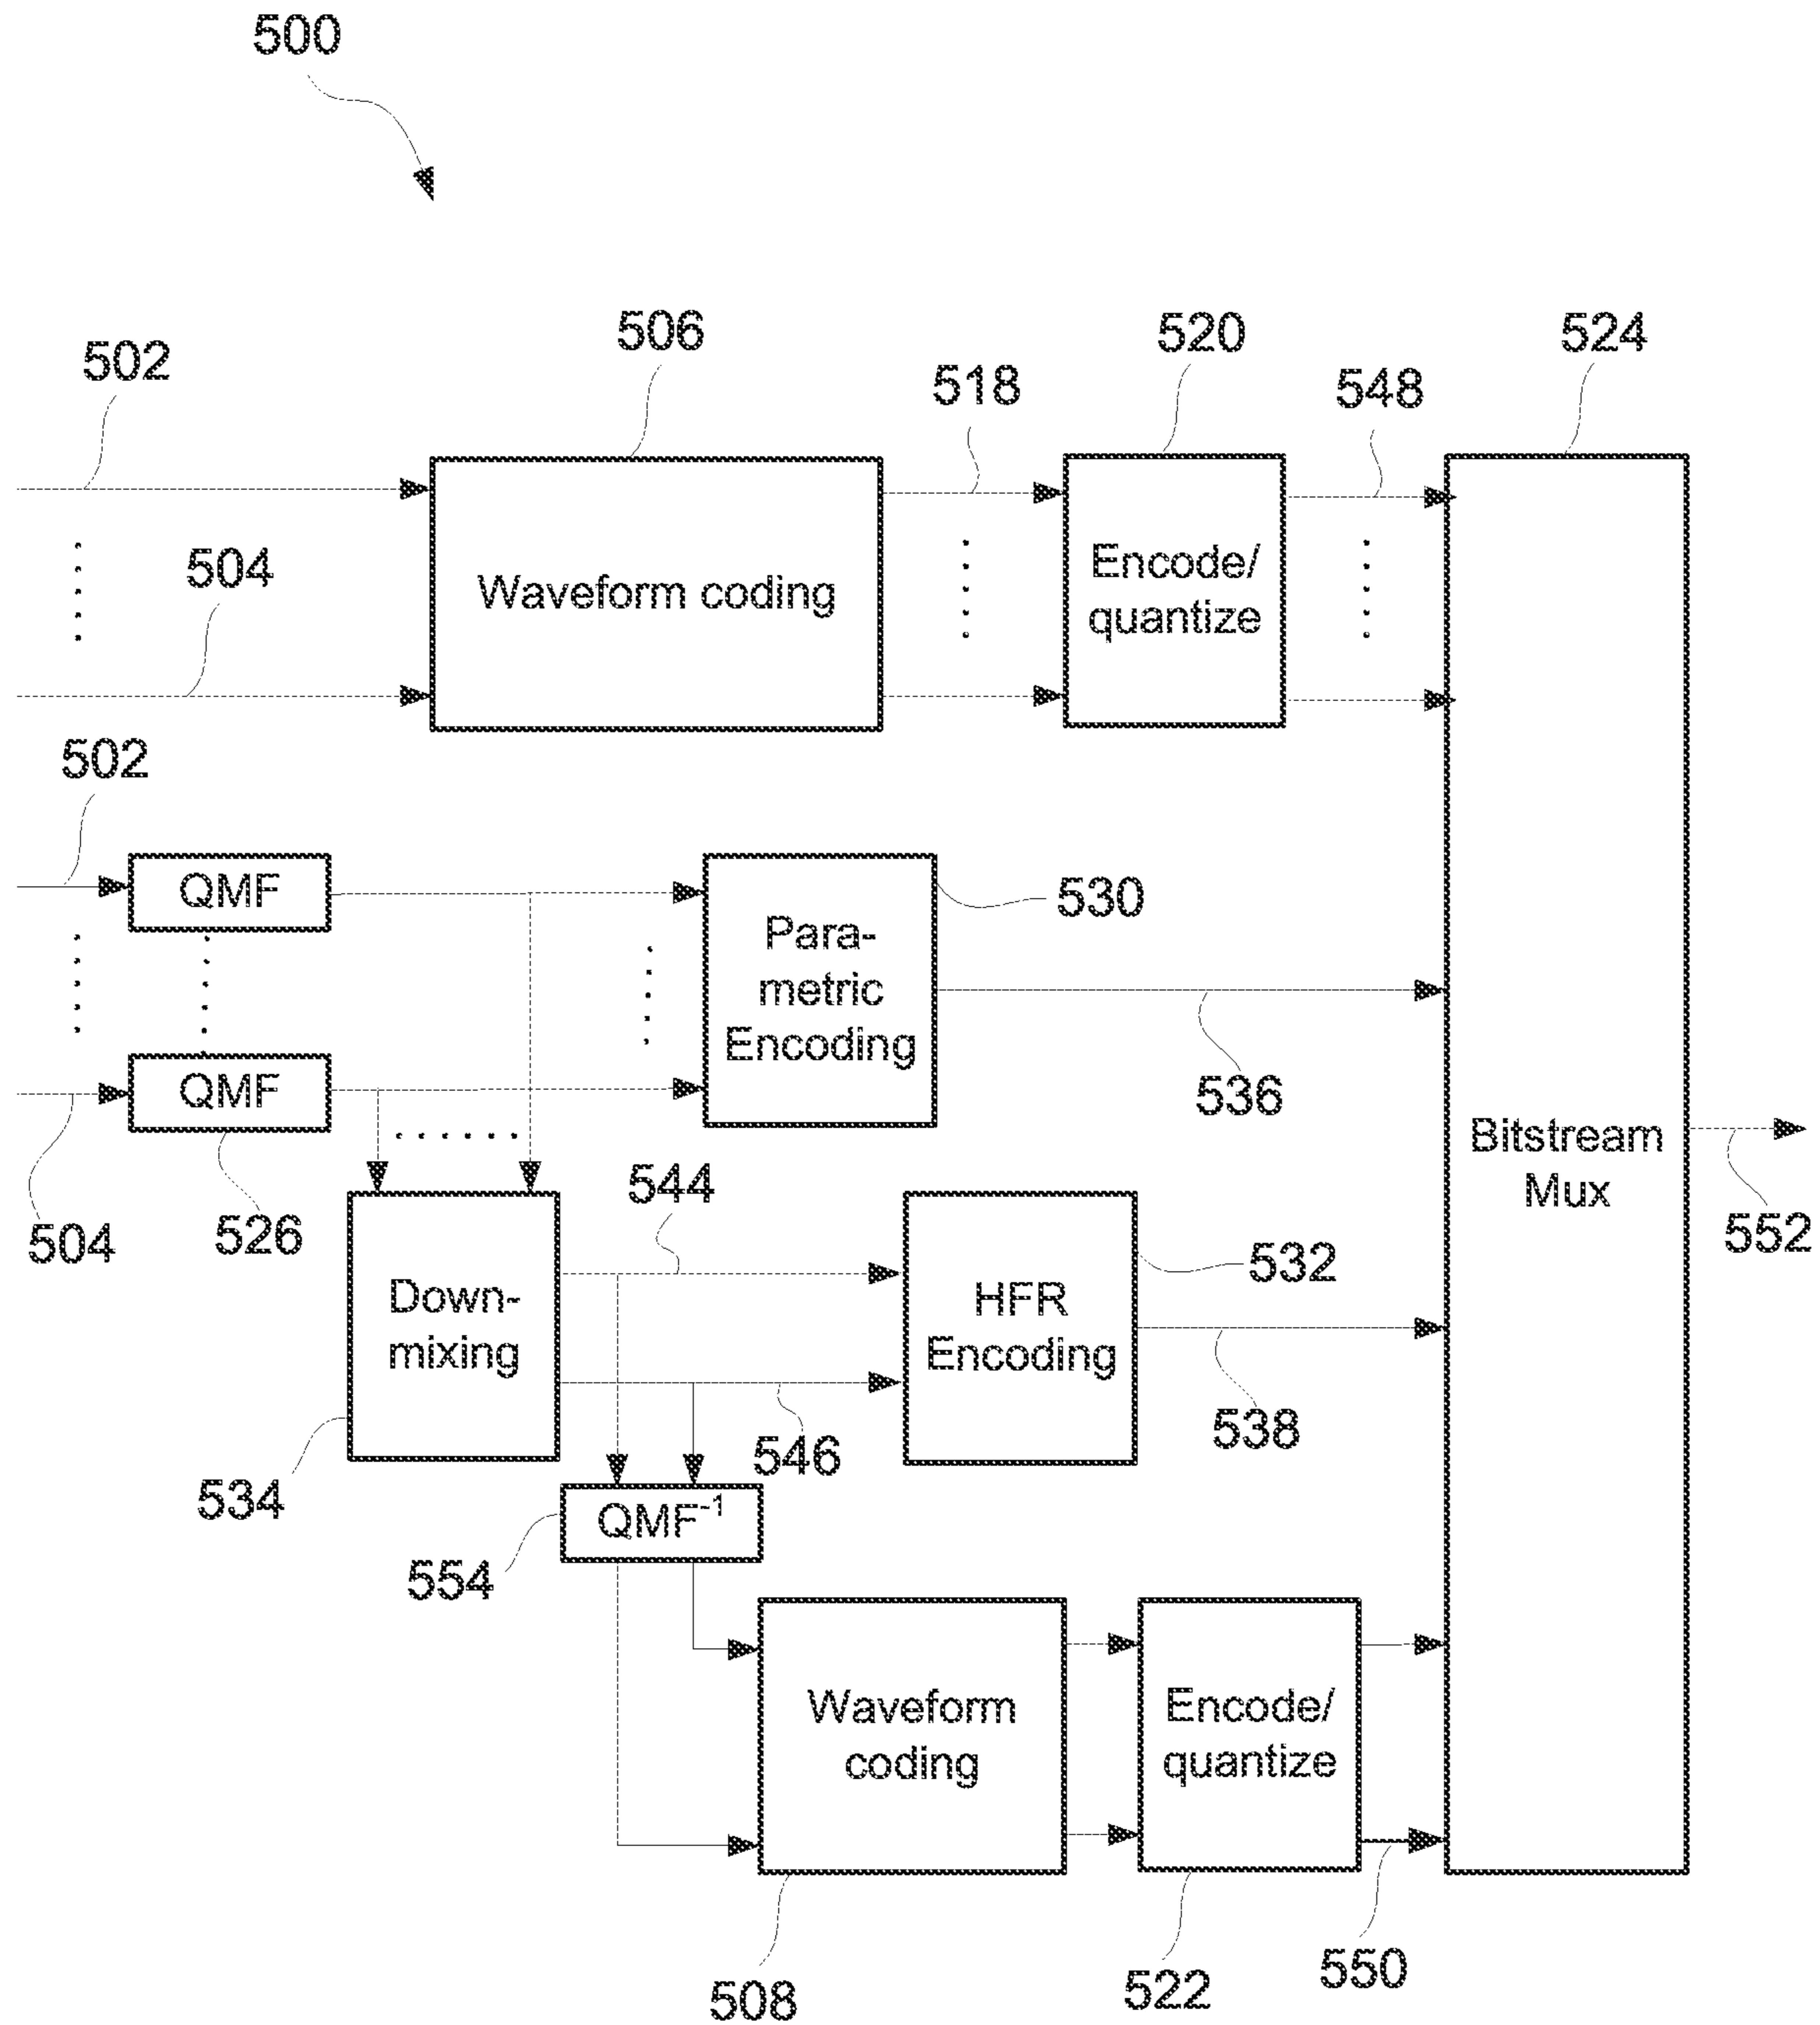 500
502
506
518
520
548
524
504
Waveform coding
Encode/
quantize
502
QMF
530
Para-
metric
Encoding
QMF
536
Bitstream
Mux
504
526
544
552
532
Down-
mixing
HFR
Encoding
538
546
534
QMF-1
554
Waveform
coding
Encode/
quantize
508
522
550